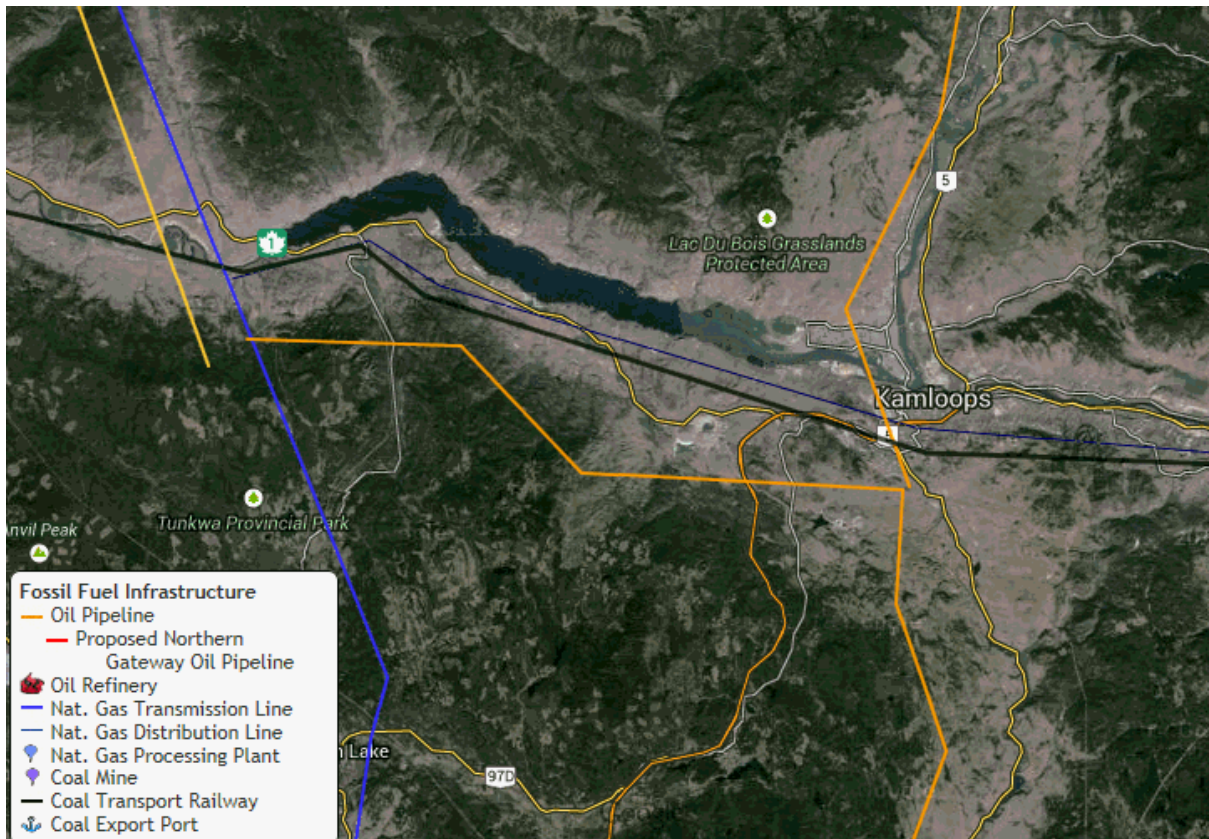 5
1
Lac Du Bois Grasslands
Protected Area
Kamloops
5
Tunkwa Provincial Park
Anvil Peak
Fossil Fuel Infrastructure
Oil Pipeline
Proposed Northern
Gateway Oil Pipeline
Oil Refinery
Nat. Gas Transmission Line
Nat. Gas Distribution Line
Nat. Gas Processing Plant
Coal Mine
Coal Transport Railway
Coal Export Port
n Lake
97D